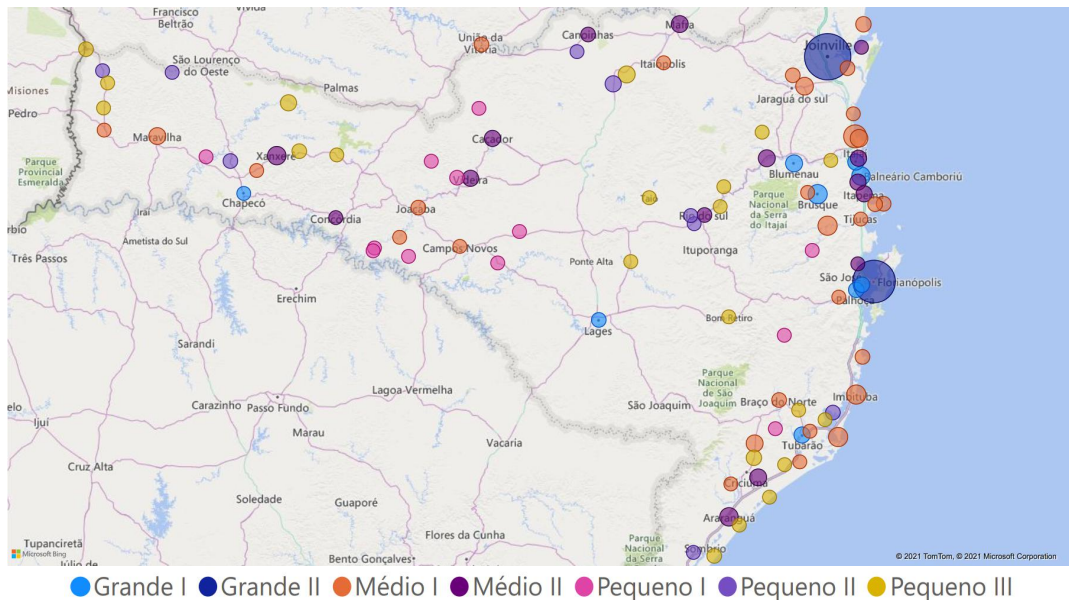 Francisco
Beltrão
Vivida
União da
Vitória
Canoinhas
Mafra
Joinville
São Lourenço
do Oeste
Itaiópolis
Misiones
Palmas
Jaraguá do sul
Pedro
Maravilha
Caçador
Xanxerê
Parque
Provincial
Esmeralda
Blumenau
Balneário Camboriú
Chapecó
Videira
Taió
Parque
Nacional
da Serra
do Itajaí
Brusque
Itapema
Iraí
Concórdia
Joaçaba
Rio do sul
Tijucas
Ametista do Sul
Campos Novos
Ituporanga
Três Passos
Ponte Alta
São José
Florianópolis
Erechim
Palhoça
Bom Retiro
Lages
Sarandi
Parque
Nacional
de São
Joaquim
Lagoa Vermelha
Carazinho
Passo Fundo
São Joaquim
Braço do Norte
Imbituba
Ijuí
Marau
Vacaria
Tubarão
Cruz Alta
Criciúma
Soledade
Guaporé
Araranguá
Flores da Cunha
Tupanciretã
Parque
Nacional
da Serra
Sombrio
Microsoft Bing
Júlio de
Bento Gonçalves
© 2021 TomTom, © 2021 Microsoft Corporation
Grande I Grande II Médio I Médio II Pequeno I Pequeno II Pequeno III